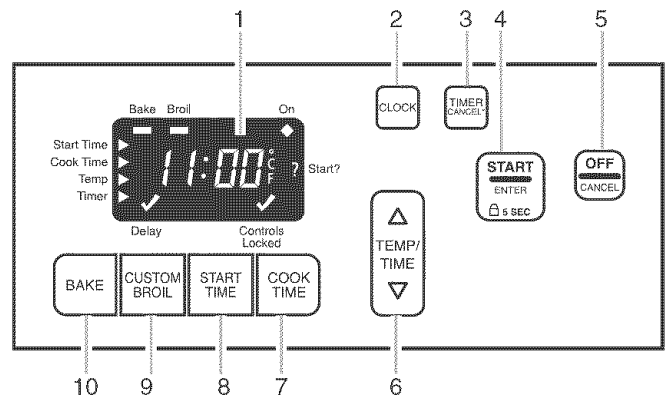 1
2
3
4
5
Bake Broil On
Start Time
Cook Time
Temp
Timer
11:00
°
C
F
? Start?
Delay
Controls
Locked
CLOCK
TIMER
CANCEL*
START
ENTER
5 SEC
OFF
CANCEL
TEMP/
TIME
BAKE
CUSTOM
BROIL
START
TIME
COOK
TIME
10
9
8
7
6